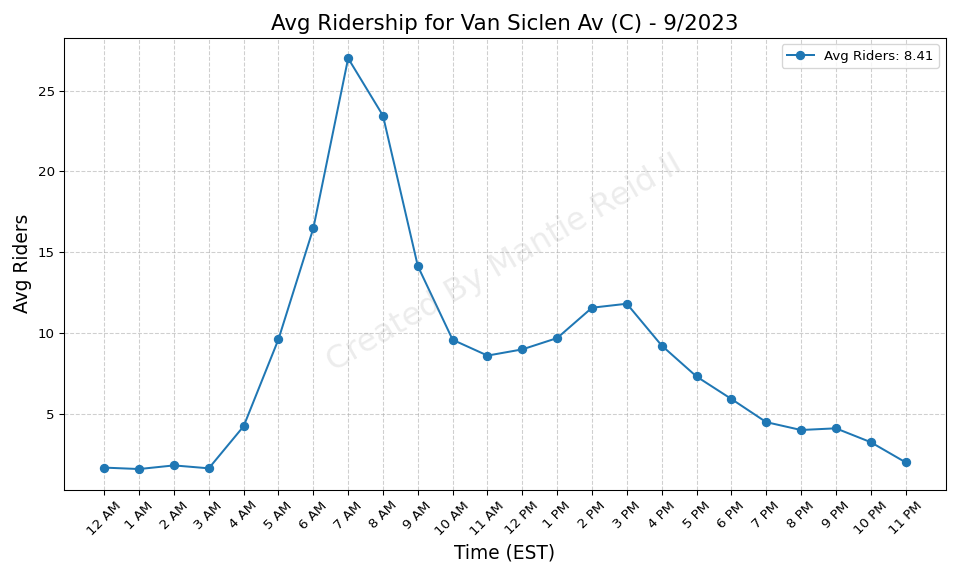 Avg Ridership for Van Siclen Av (C) - 9/2023
Avg Riders: 8.41
Avg Riders
25
20
15
10
5
Created By Mantie Reid II
12 AM
1 AM
2 AM
3 AM
4 AM
5 AM
6 AM
7 AM
8 AM
9 AM
10 AM
11 AM
12 PM
1 PM
2 PM
3 PM
4 PM
5 PM
6 PM
7 PM
8 PM
9 PM
10 PM
11 PM
Time (EST)